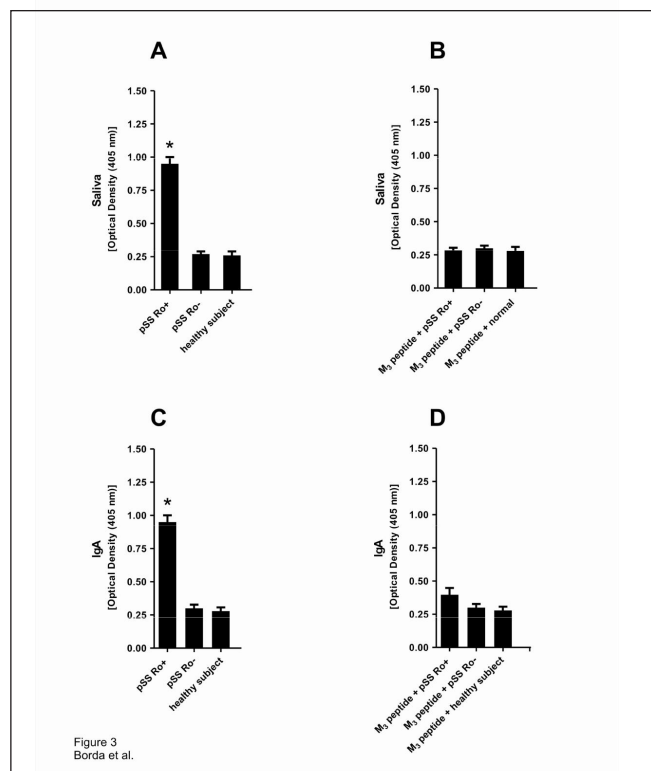 A
Saliva
[Optical Density (405 nm)]
1.50
1.25
1.00
0.75
0.50
0.25
0.00
*
pSS Ro+
pSS Ro-
healthy subject
B
Saliva
[Optical Density (405 nm)]
1.50
1.25
1.00
0.75
0.50
0.25
0.00
M₃ peptide + pSS Ro+
M₃ peptide + pSS Ro-
M₃ peptide + normal
C
IgA
[Optical Density (405 nm)]
1.50
1.25
1.00
0.75
0.50
0.25
0.00
*
pSS Ro+
pSS Ro-
healthy subject
D
IgA
[Optical Density (405 nm)]
1.50
1.25
1.00
0.75
0.50
0.25
0.00
M₃ peptide + pSS Ro+
M₃ peptide + pSS Ro-
M₃ peptide + healthy subject
Figure 3
Borda et al.